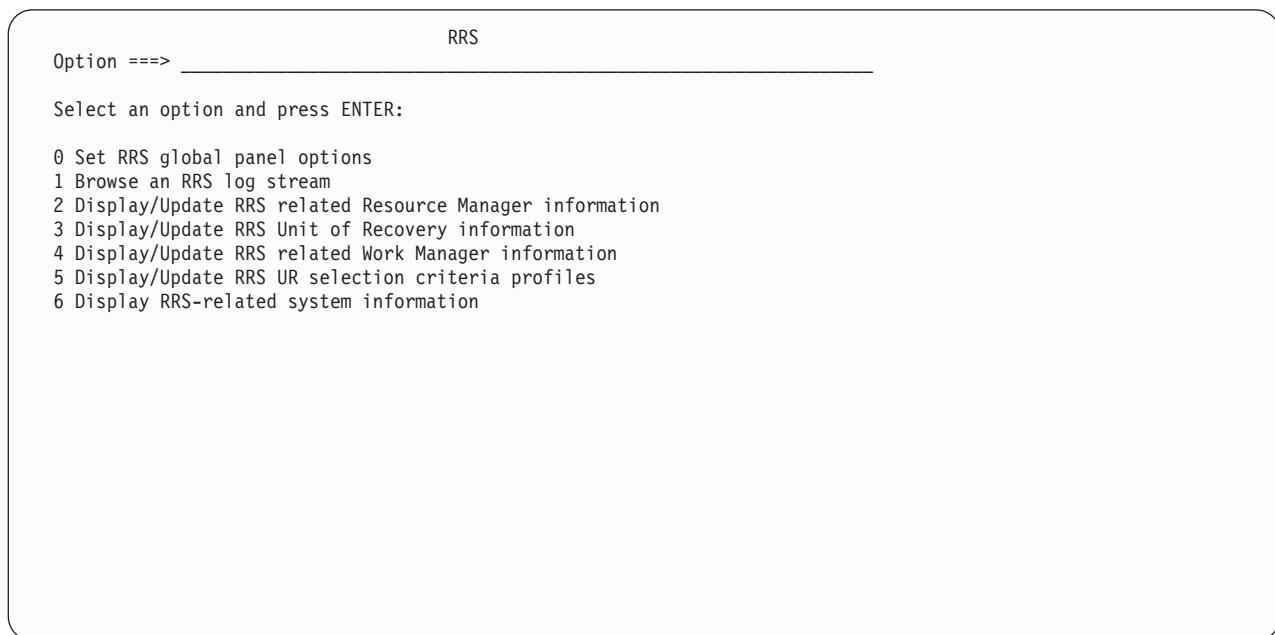 RRS
Option ===> _________________________________________________________________
Select an option and press ENTER:
0 Set RRS global panel options
1 Browse an RRS log stream
2 Display/Update RRS related Resource Manager information
3 Display/Update RRS Unit of Recovery information
4 Display/Update RRS related Work Manager information
5 Display/Update RRS UR selection criteria profiles
6 Display RRS-related system information